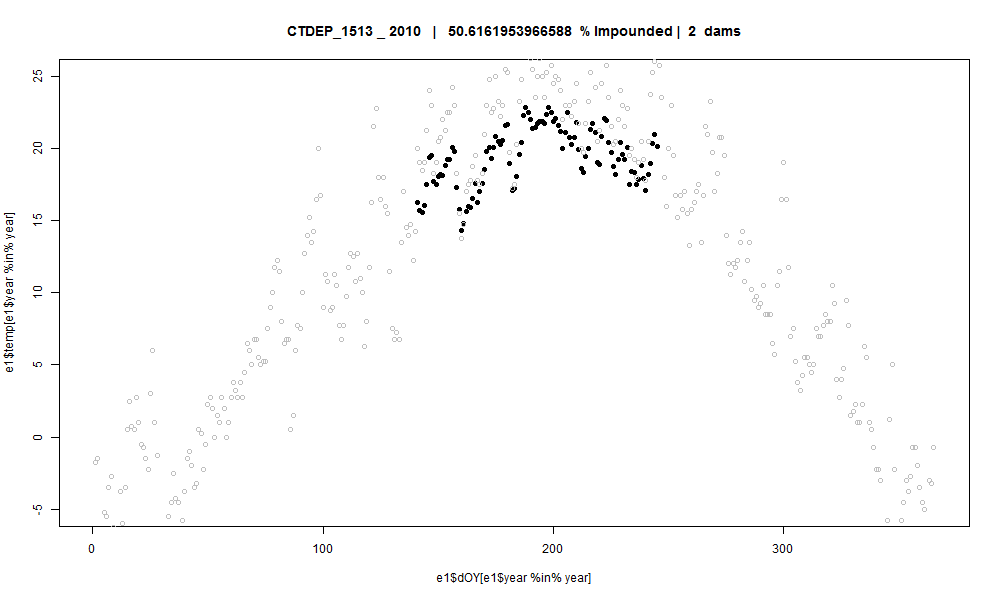 CTDEP_1513 _ 2010 | 50.6161953966588 % Impounded | 2 dams
e1$temp[e1$year %in% year]
25
20
15
10
5
0
-5
0 100 200 300
e1$dOY[e1$year %in% year]